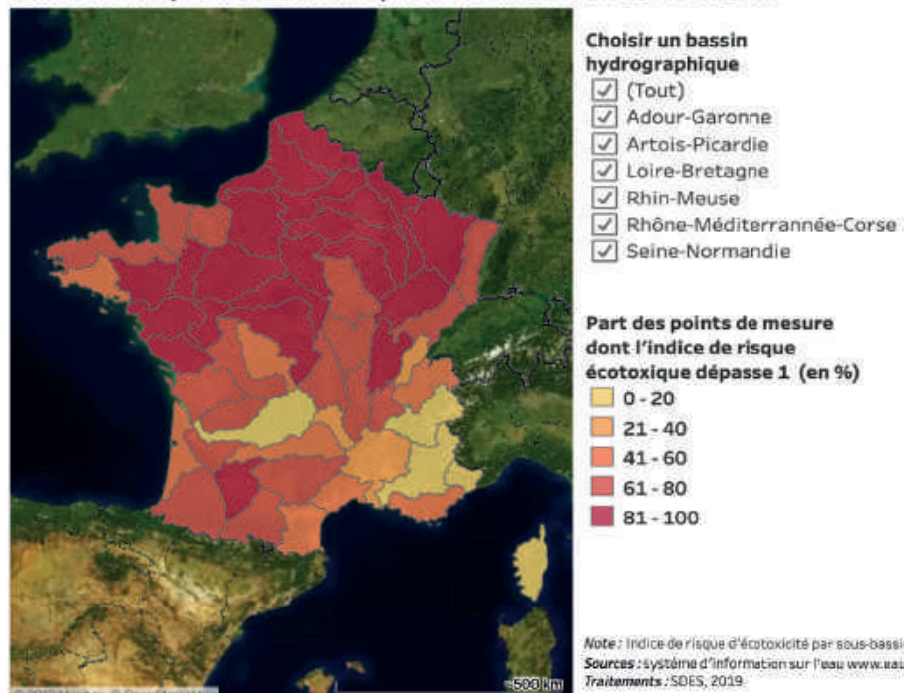 Choisir un bassin
hydrographique
(Tout)
Adour-Garonne
Artois-Picardie
Loire-Bretagne
Rhin-Meuse
Rhône-Méditerrannée-Corse
Seine-Normandie
Part des points de mesure
dont l'indice de risque
écotoxique dépasse 1 (en %)
0 - 20
21 - 40
41 - 60
61 - 80
81 - 100
Note : Indice de risque d'écotoxicité par sous-bassi
Sources : système d'information sur l'eau www.eau
Traitements : SDES, 2019
500 km